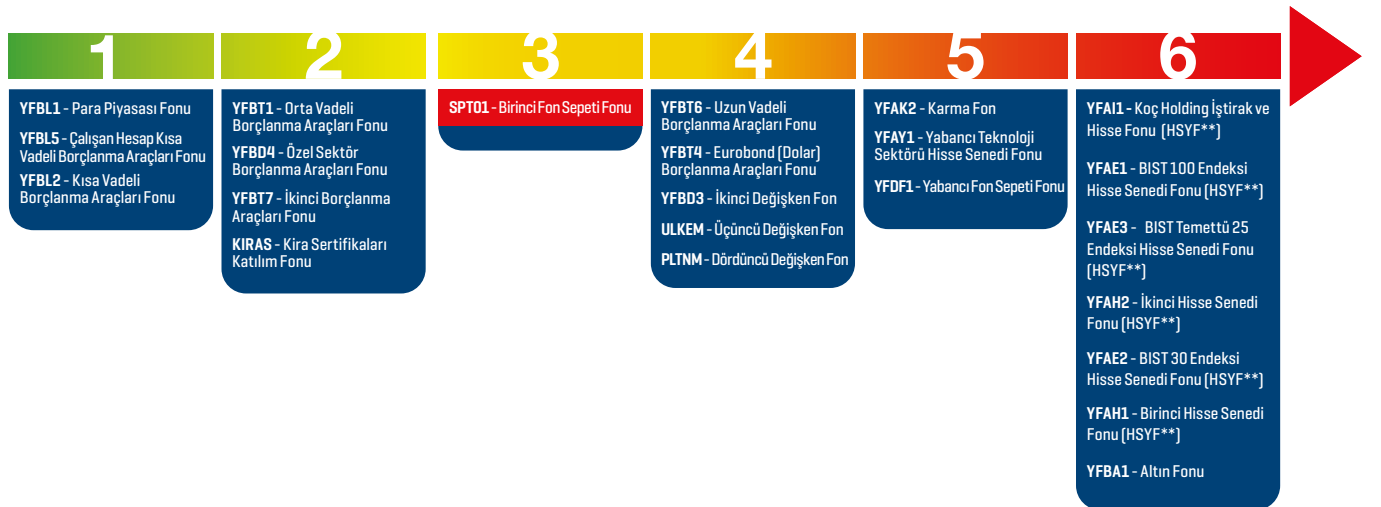 1
YFBL1 - Para Piyasası Fonu
YFBL5 - Çalışan Hesap Kısa
Vadeli Borçlanma Araçları Fonu
YFBL2 - Kısa Vadeli
Borçlanma Araçları Fonu
2
YFBT1 - Orta Vadeli
Borçlanma Araçları Fonu
YFBD4 - Özel Sektör
Borçlanma Araçları Fonu
YFBT7 - İkinci Borçlanma
Araçları Fonu
KIRAS - Kira Sertifikaları
Katılım Fonu
3
SPT01 - Birinci Fon Sepeti Fonu
4
YFBT6 - Uzun Vadeli
Borçlanma Araçları Fonu
YFBT4 - Eurobond (Dolar)
Borçlanma Araçları Fonu
YFBD3 - İkinci Değişken Fon
ULKEM - Üçüncü Değişken Fon
PLTNM - Dördüncü Değişken Fon
5
YFAK2 - Karma Fon
YFAY1 - Yabancı Teknoloji
Sektörü Hisse Senedi Fonu
YFDF1 - Yabancı Fon Sepeti Fonu
6
YFAI1 - Koç Holding İştirak ve
Hisse Fonu (HSYF**)
YFAE1 - BIST 100 Endeksi
Hisse Senedi Fonu (HSYF**)
YFAE3 - BIST Temettü 25
Endeksi Hisse Senedi Fonu
(HSYF**)
YFAH2 - İkinci Hisse Senedi
Fonu (HSYF**)
YFAE2 - BIST 30 Endeksi
Hisse Senedi Fonu (HSYF**)
YFAH1 - Birinci Hisse Senedi
Fonu (HSYF**)
YFBA1 - Altın Fonu